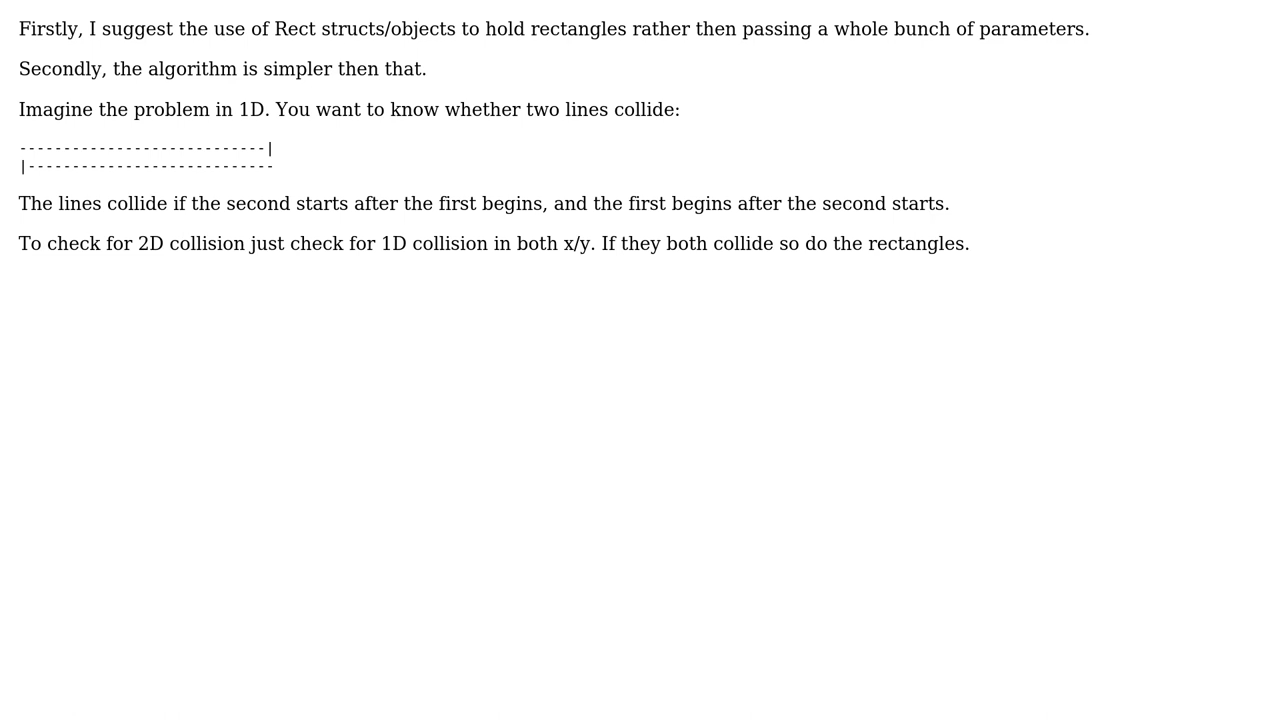 Firstly, I suggest the use of Rect structs/objects to hold rectangles rather then passing a whole bunch of parameters.
Secondly, the algorithm is simpler then that.
Imagine the problem in 1D. You want to know whether two lines collide:
----------------------------|
|----------------------------
The lines collide if the second starts after the first begins, and the first begins after the second starts.
To check for 2D collision just check for 1D collision in both x/y. If they both collide so do the rectangles.